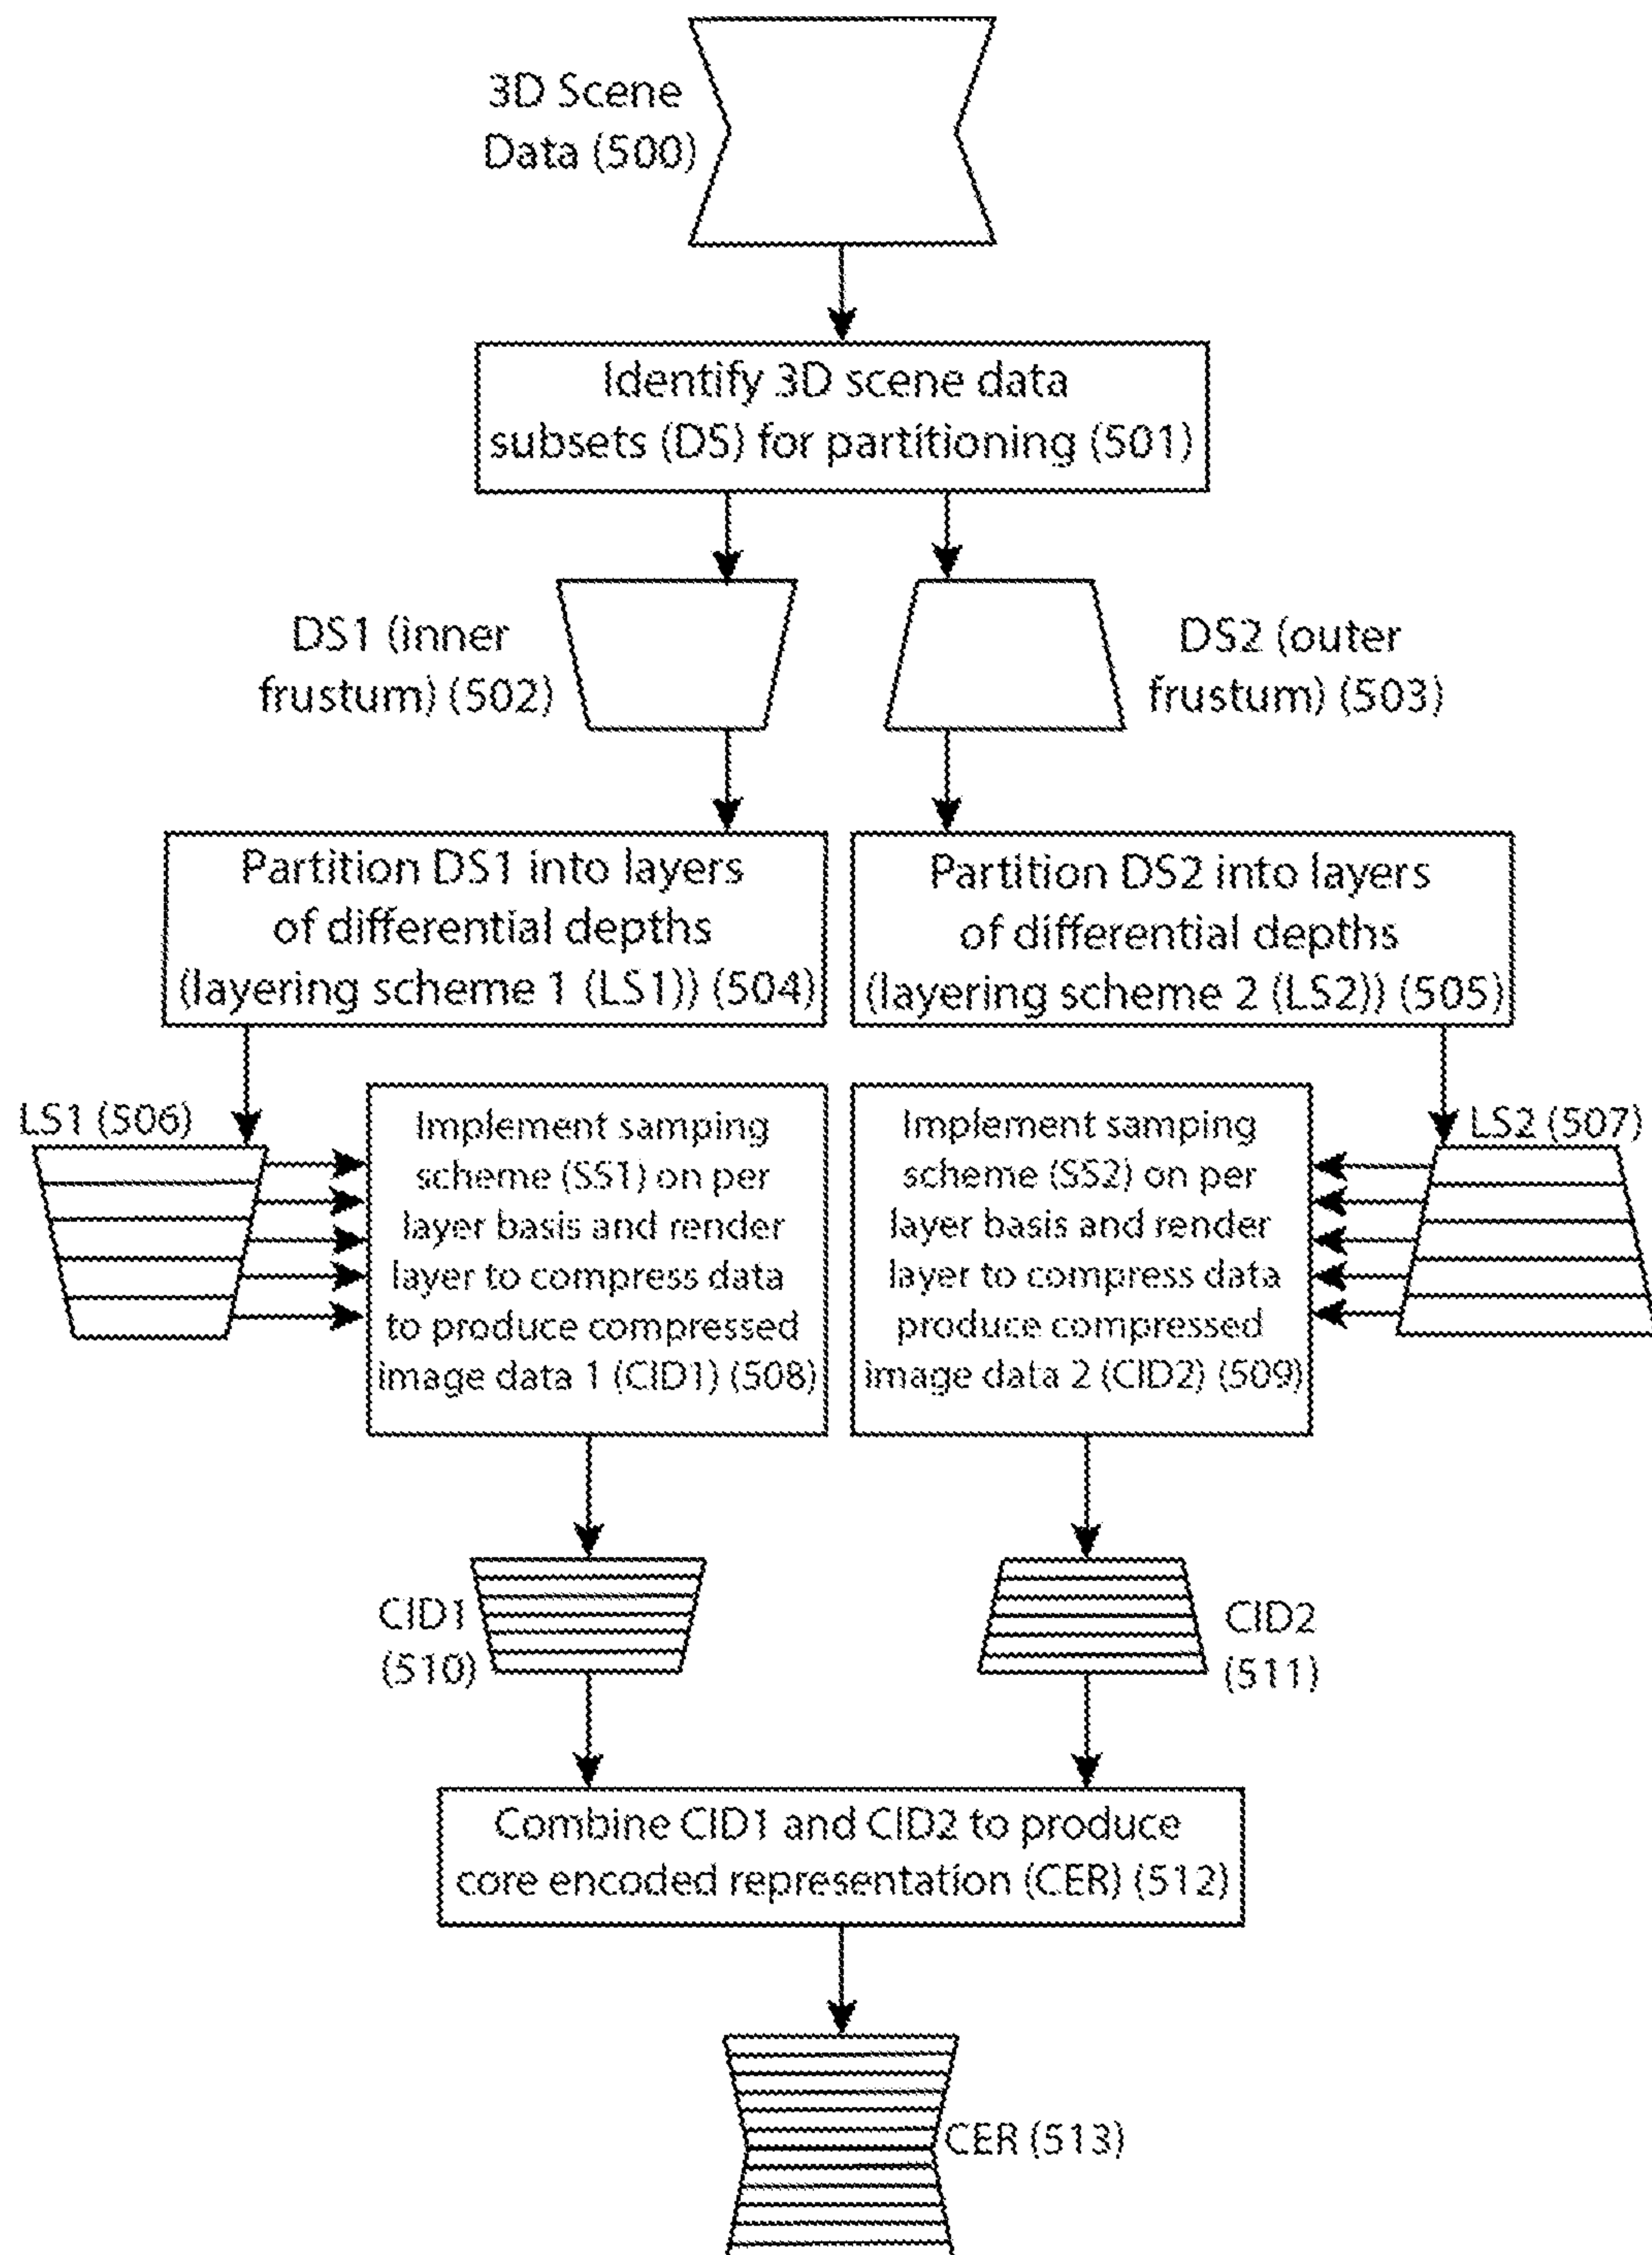 3D Scene
Data (500)
Identify 3D scene data
subsets (DS) for partitioning (501)
DS1 (inner
frustum) (502)
DS2 (outer
frustum) (503)
Partition DS1 into layers
of differential depths
(layering scheme 1 (LS1)) (504)
Partition DS2 into layers
of differential depths
(layering scheme 2 (LS2)) (505)
LS1 (506)
Implement samping
scheme (SS1) on per
layer basis and render
layer to compress data
to produce compressed
image data 1 (CID1) (508)
Implement samping
scheme (SS2) on per
layer basis and render
layer to compress data
produce compressed
image data 2 (CID2) (509)
LS2 (507)
CID1
(510)
CID2
(511)
Combine CID1 and CID2 to produce
core encoded representation (CER) (512)
CER (513)